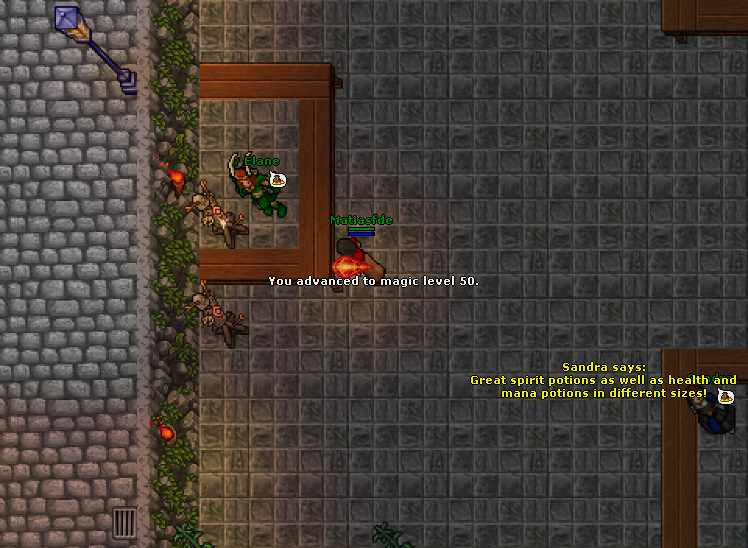 Elane
Matiasfde
You advanced to magic level 50.
Sandra says:
Great spirit potions as well as health and
mana potions in different sizes!